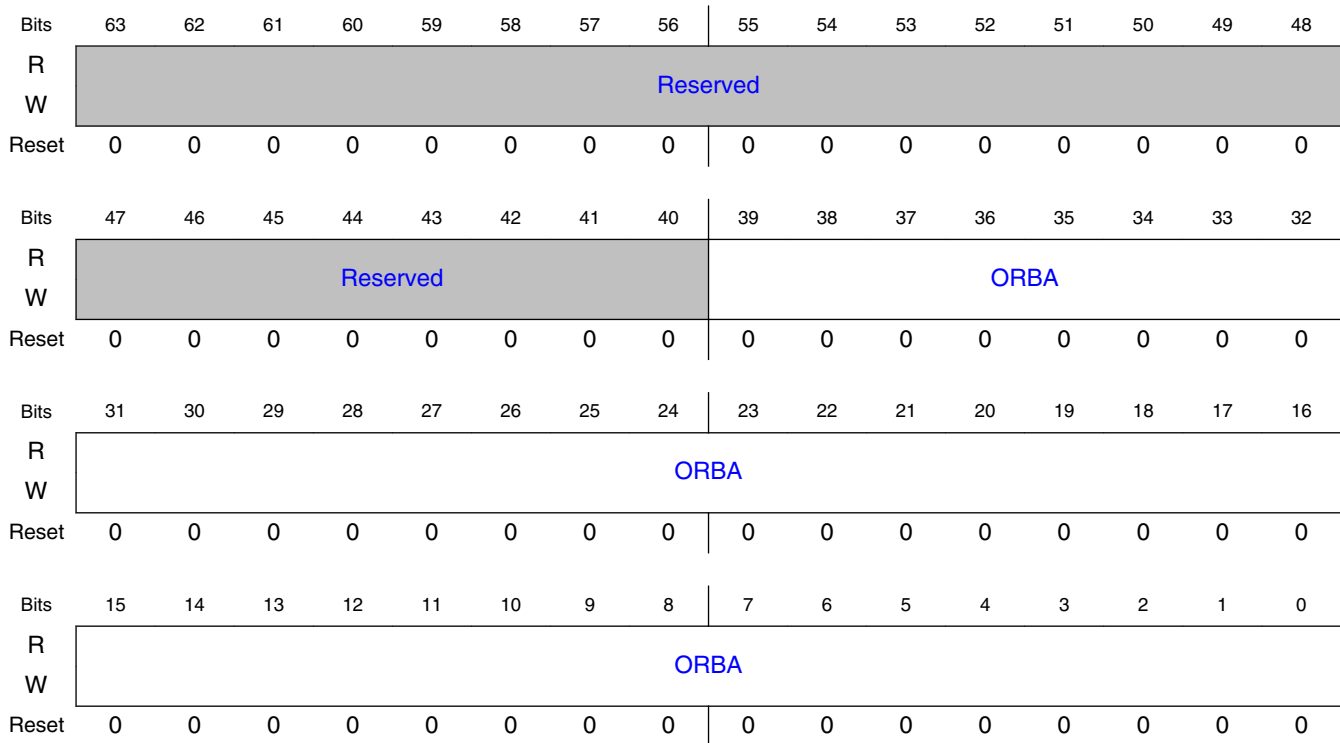 Bits 63 62 61 60 59 58 57 56 55 54 53 52 51 50 49 48
R
Reserved
W
Reset 0 0 0 0 0 0 0 0 0 0 0 0 0 0 0 0
Bits 47 46 45 44 43 42 41 40 39 38 37 36 35 34 33 32
R
Reserved ORBA
W
Reset 0 0 0 0 0 0 0 0 0 0 0 0 0 0 0 0
Bits 31 30 29 28 27 26 25 24 23 22 21 20 19 18 17 16
R
ORBA
W
Reset 0 0 0 0 0 0 0 0 0 0 0 0 0 0 0 0
Bits 15 14 13 12 11 10 9 8 7 6 5 4 3 2 1 0
R
ORBA
W
Reset 0 0 0 0 0 0 0 0 0 0 0 0 0 0 0 0